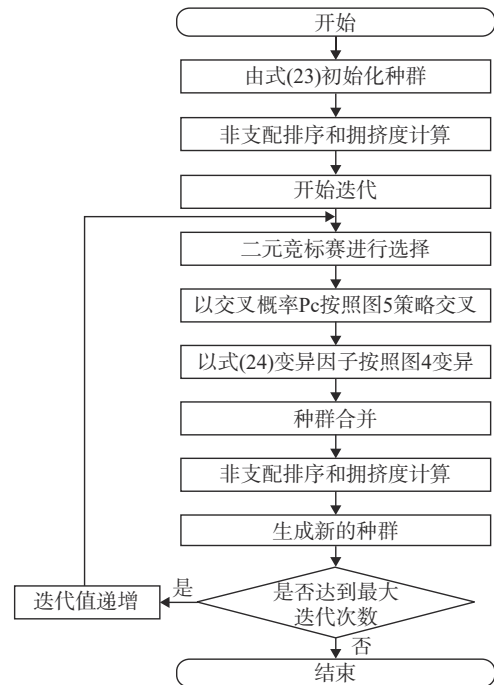 开始
由式(23)初始化种群
非支配排序和拥挤度计算
开始迭代
二元竞标赛进行选择
以交叉概率Pc按照图5策略交叉
以式(24)变异因子按照图4变异
种群合并
非支配排序和拥挤度计算
生成新的种群
是否达到最大
迭代次数
是
迭代值递增
否
结束